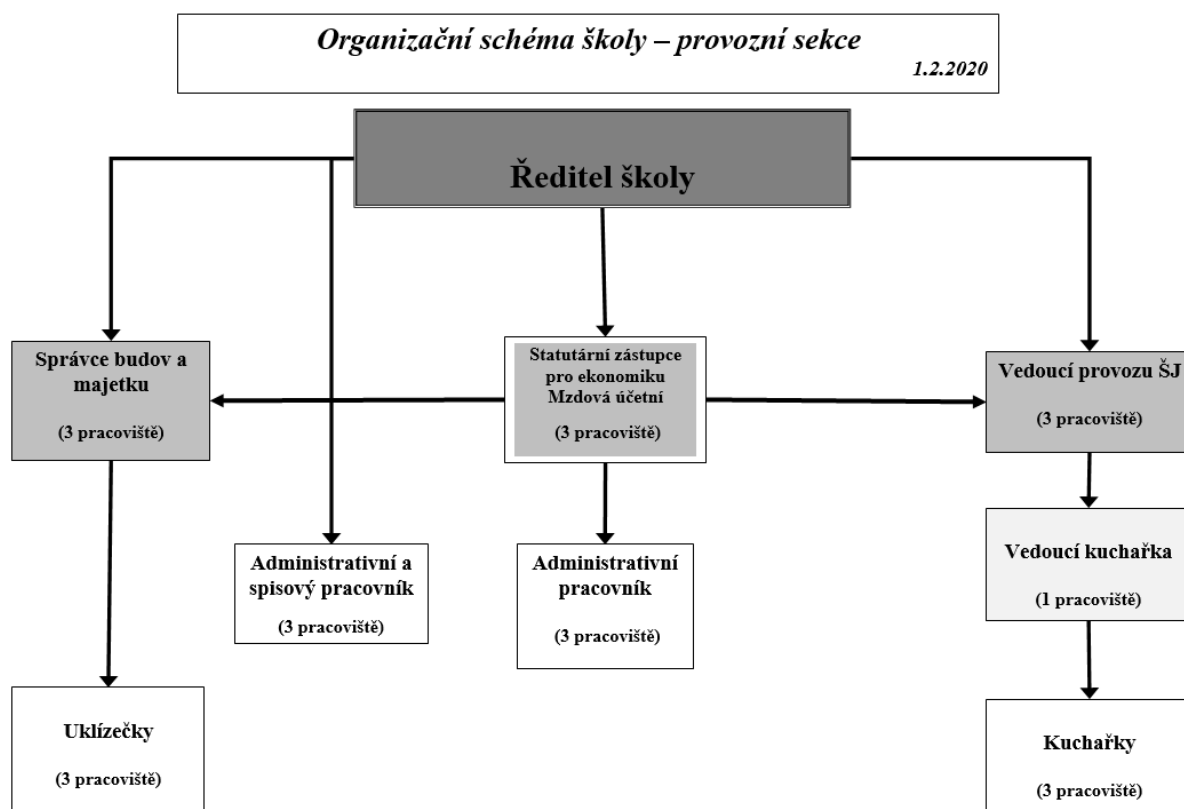 Organizační schéma školy – provozní sekce
1.2.2020
Ředitel školy
Správce budov a
majetku
(3 pracoviště)
Statutární zástupce
pro ekonomiku
Mzdová účetní
(3 pracoviště)
Vedoucí provozu ŠJ
(3 pracoviště)
Administrativní a
spisový pracovník
(3 pracoviště)
Administrativní
pracovník
(3 pracoviště)
Vedoucí kuchařka
(1 pracoviště)
Uklízečky
(3 pracoviště)
Kuchařky
(3 pracoviště)